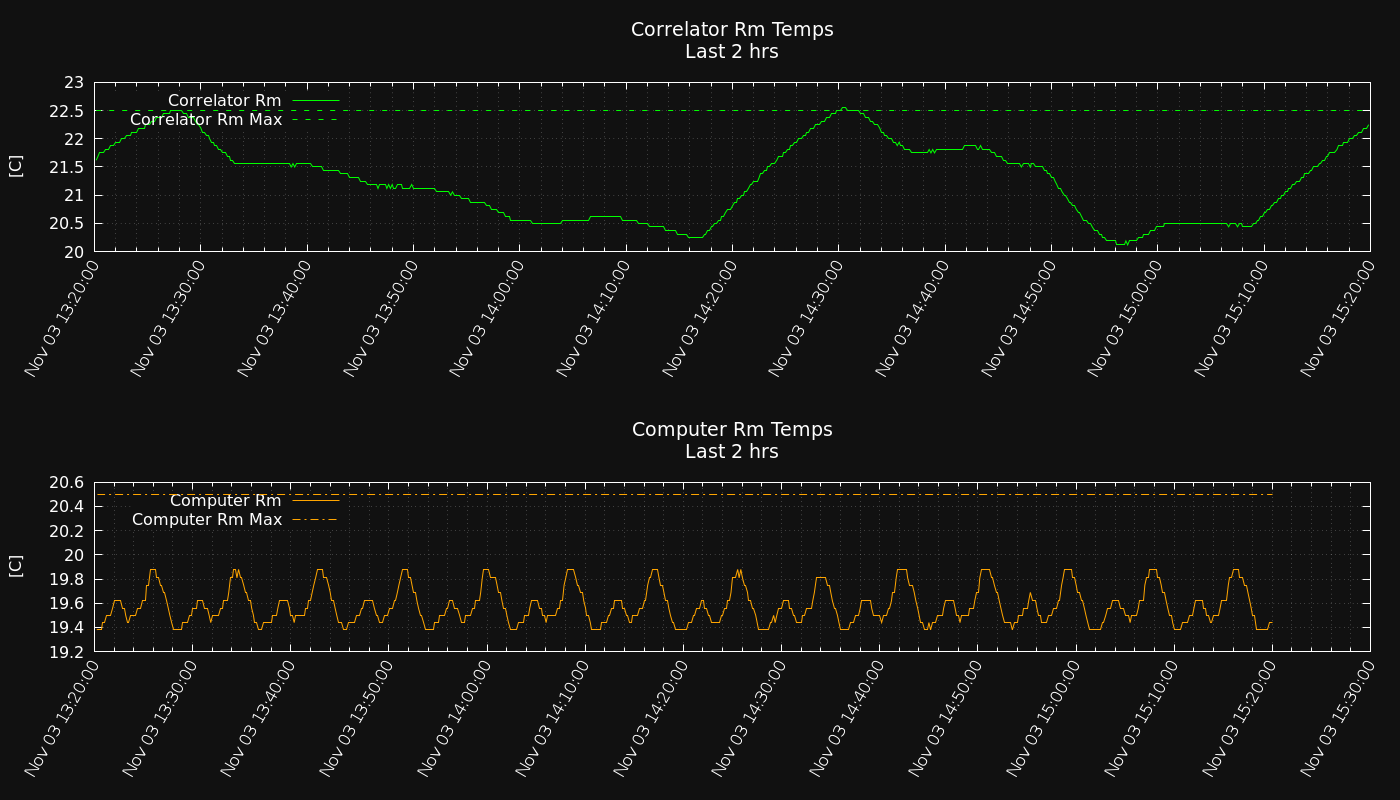 Correlator Rm Temps
Last 2 hrs
23
22.5
22
21.5
21
20.5
20
[C]
Correlator Rm
Correlator Rm Max
Nov 03 13:20:00
Nov 03 13:30:00
Nov 03 13:40:00
Nov 03 13:50:00
Nov 03 14:00:00
Nov 03 14:10:00
Nov 03 14:20:00
Nov 03 14:30:00
Nov 03 14:40:00
Nov 03 14:50:00
Nov 03 15:00:00
Nov 03 15:10:00
Nov 03 15:20:00
Computer Rm Temps
Last 2 hrs
20.6
20.4
20.2
20
19.8
19.6
19.4
19.2
[C]
Computer Rm
Computer Rm Max
Nov 03 13:20:00
Nov 03 13:30:00
Nov 03 13:40:00
Nov 03 13:50:00
Nov 03 14:00:00
Nov 03 14:10:00
Nov 03 14:20:00
Nov 03 14:30:00
Nov 03 14:40:00
Nov 03 14:50:00
Nov 03 15:00:00
Nov 03 15:10:00
Nov 03 15:20:00
Nov 03 15:30:00